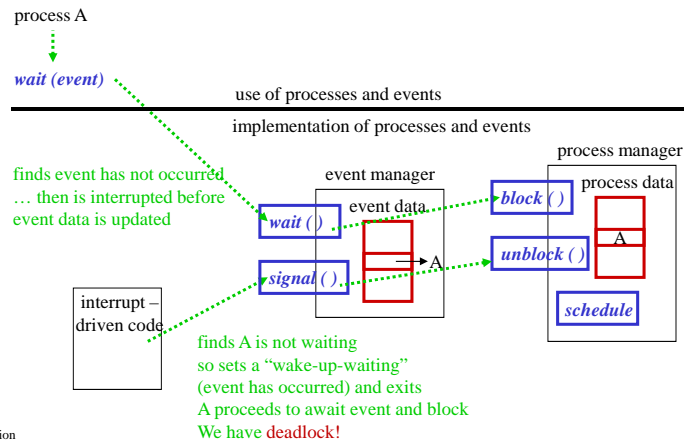 process A
wait (event)
use of processes and events
implementation of processes and events
process manager
finds event has not occurred
… then is interrupted before
event data is updated
event manager
process data
event data
block ( )
wait ( )
A
A
unblock ( )
signal ( )
interrupt –
driven code
schedule
finds A is not waiting
so sets a “wake-up-waiting”
(event has occurred) and exits
A proceeds to await event and block
We have deadlock!
ion